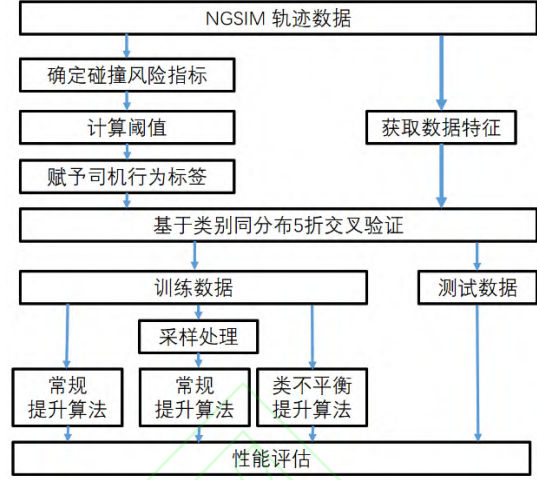 NGSIM 轨迹数据
确定碰撞风险指标
计算阈值
获取数据特征
赋予司机行为标签
基于类别同分布5折交叉验证
训练数据
测试数据
采样处理
常规
提升算法
常规
提升算法
类不平衡
提升算法
性能评估